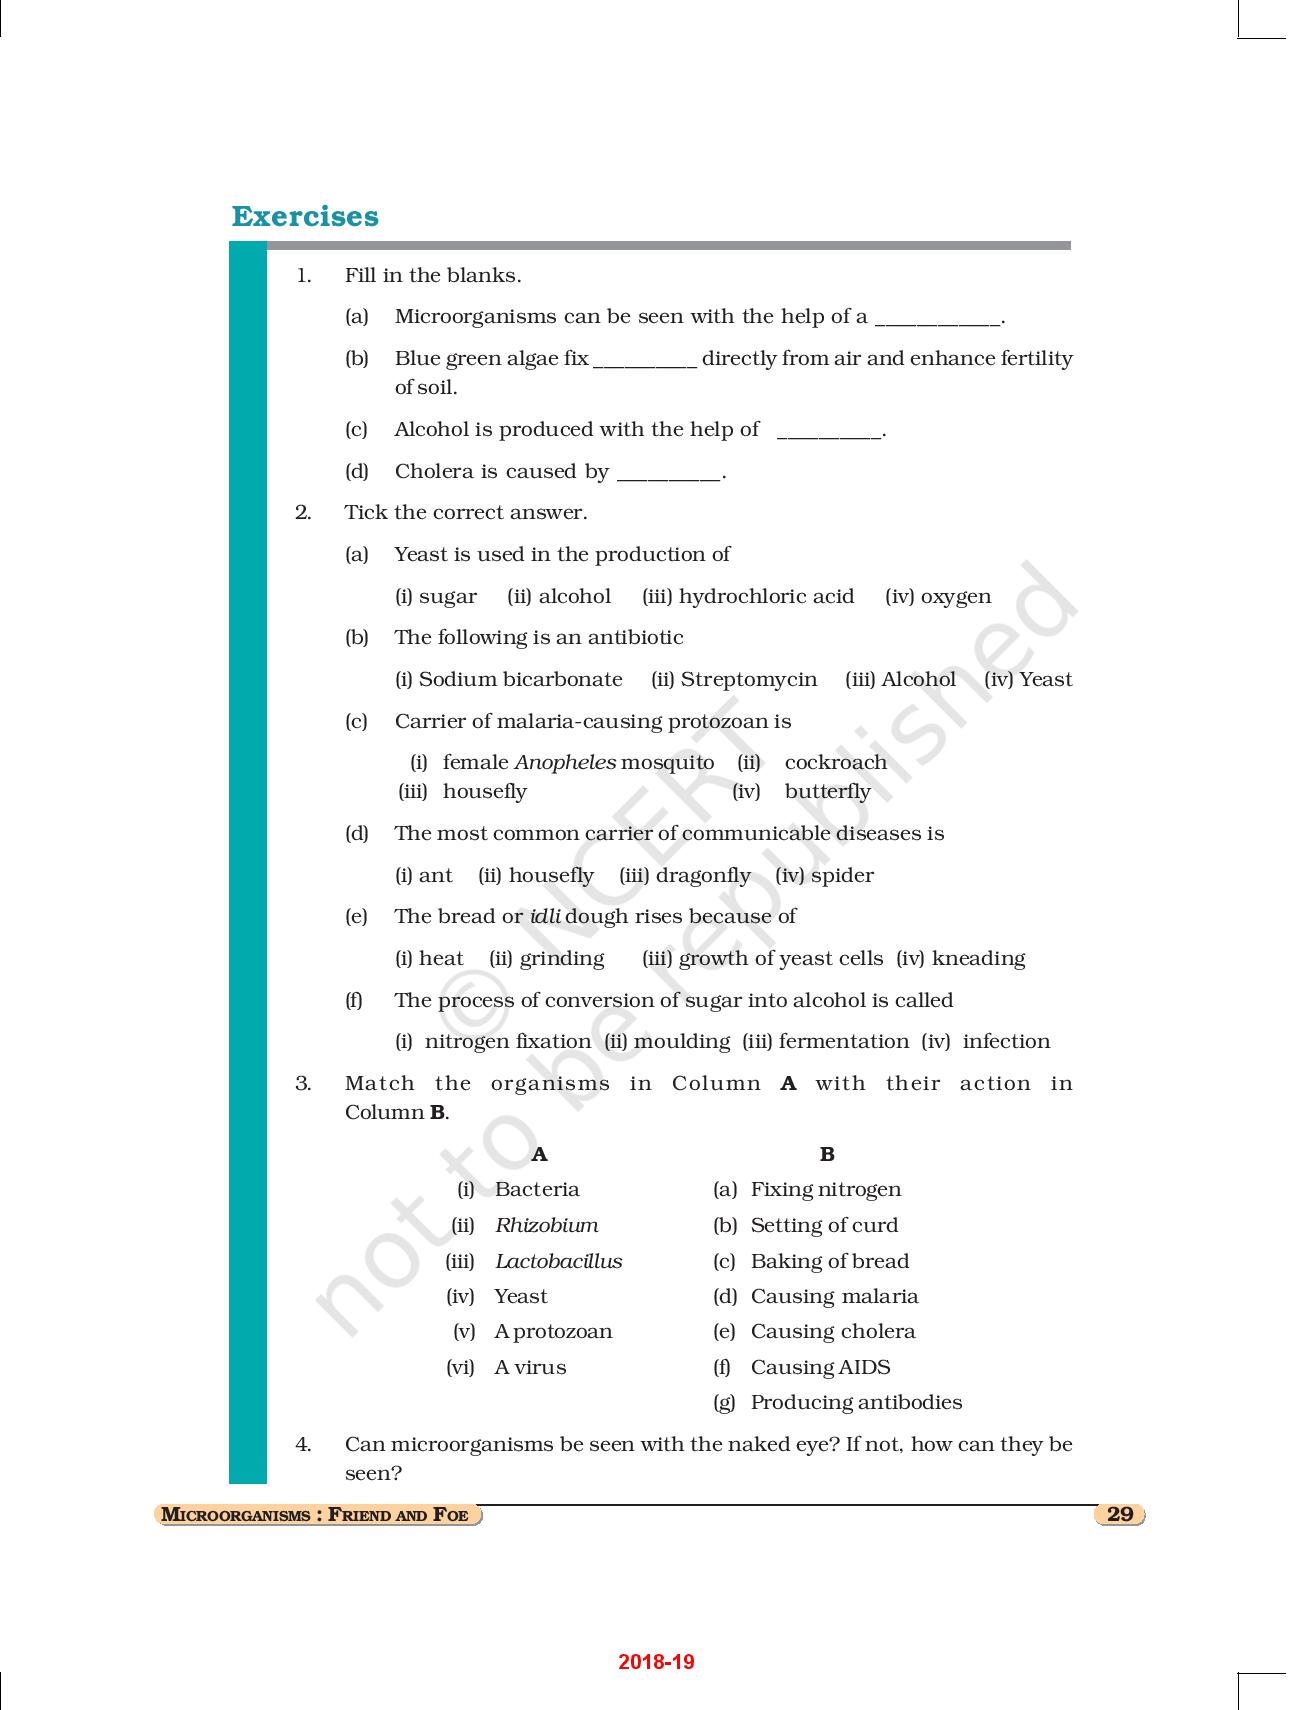 Exercises
1. Fill in the blanks.
(a) Microorganisms can be seen with the help of a ____________.
(b) Blue green algae fix __________ directly from air and enhance fertility
of soil.
(c) Alcohol is produced with the help of __________.
(d) Cholera is caused by __________.
2. Tick the correct answer.
(a) Yeast is used in the production of
(i) sugar (ii) alcohol (iii) hydrochloric acid (iv) oxygen
(b) The following is an antibiotic
(i) Sodium bicarbonate (ii) Streptomycin (iii) Alcohol (iv) Yeast
(c) Carrier of malaria-causing protozoan is
(i) female Anopheles mosquito (ii) cockroach
(iii) housefly (iv) butterfly
(d) The most common carrier of communicable diseases is
(i) ant (ii) housefly (iii) dragonfly (iv) spider
(e) The bread or idli dough rises because of
(i) heat (ii) grinding (iii) growth of yeast cells (iv) kneading
(f) The process of conversion of sugar into alcohol is called
(i) nitrogen fixation (ii) moulding (iii) fermentation (iv) infection
3. Match the organisms in Column A with their action in
Column B.
A B
(i) Bacteria (a) Fixing nitrogen
(ii) Rhizobium (b) Setting of curd
(iii) Lactobacillus (c) Baking of bread
(iv) Yeast (d) Causing malaria
(v) A protozoan (e) Causing cholera
(vi) A virus (f) Causing AIDS
(g) Producing antibodies
4. Can microorganisms be seen with the naked eye? If not, how can they be
seen?
© NCERT
not to be republished
MICROORGANISMS : FRIEND AND FOE 29
2018-19